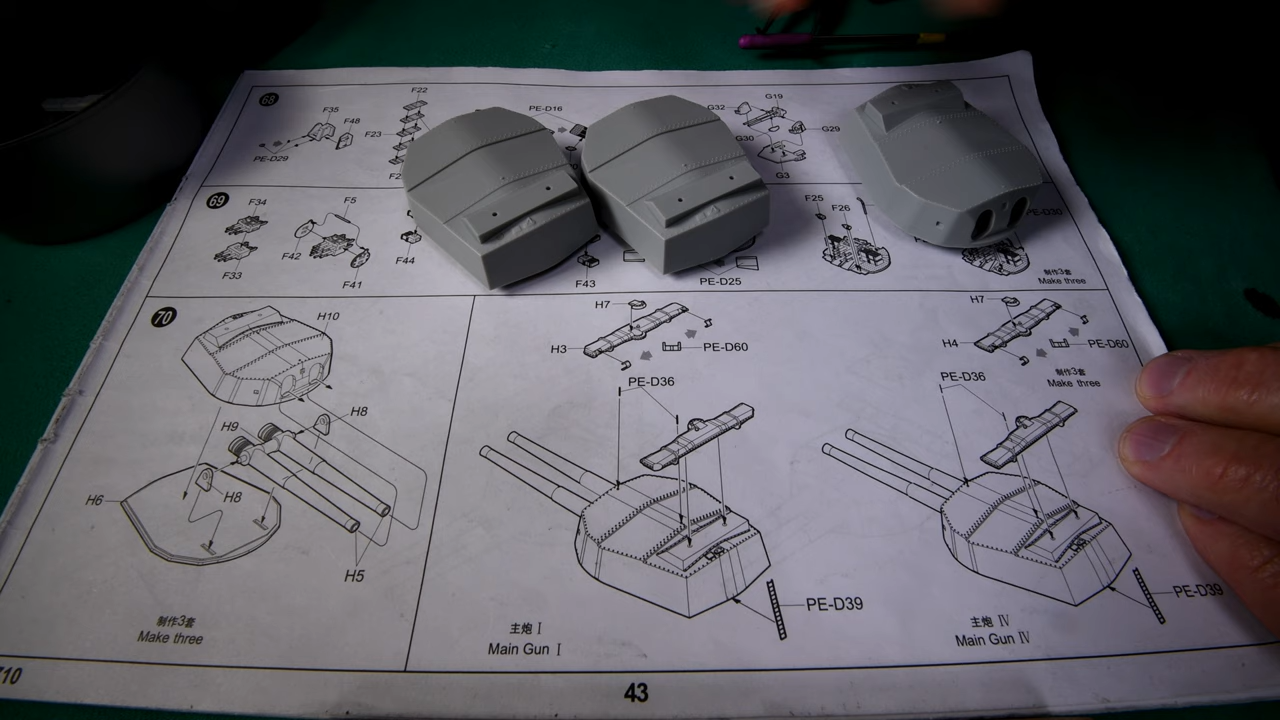 68
F35
F48
PE-D29
F22
F23
PE-D16
G32
G19
G29
G30
G3
69
F34
F33
F5
F42
F41
F44
F43
PE-D25
F25
F26
PE-D30
制作3套
Make three
70
H10
H9
H8
H8
H6
H5
制作3套
Make three
H7
H3
PE-D60
PE-D36
PE-D39
主炮 Ⅰ
Main Gun Ⅰ
H7
H4
PE-D60
制作3套
Make three
PE-D36
PE-D39
主炮 Ⅳ
Main Gun Ⅳ
43